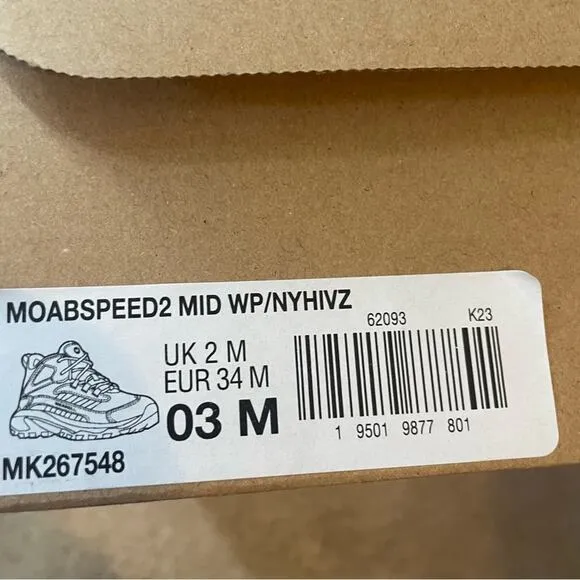 MOABSPEED2 MID WP/NYHIVZ
62093 K23
UK 2 M
EUR 34 M
03 M
1 9501 9877 801
MK267548